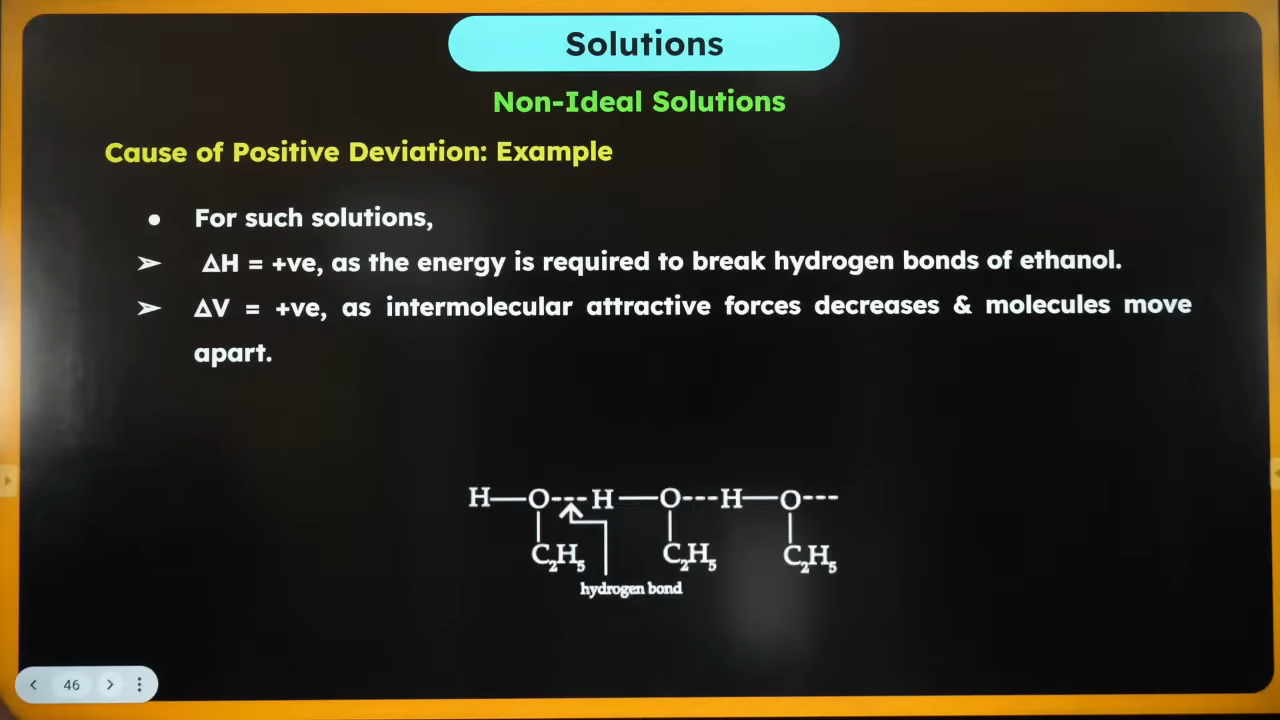 Solutions
Non-Ideal Solutions
Cause of Positive Deviation: Example
• For such solutions,
➢ ΔH = +ve, as the energy is required to break hydrogen bonds of ethanol.
➢ ΔV = +ve, as intermolecular attractive forces decreases & molecules move
apart.
H—O---H—O---H—O---
C₂H₅ C₂H₅ C₂H₅
hydrogen bond
46